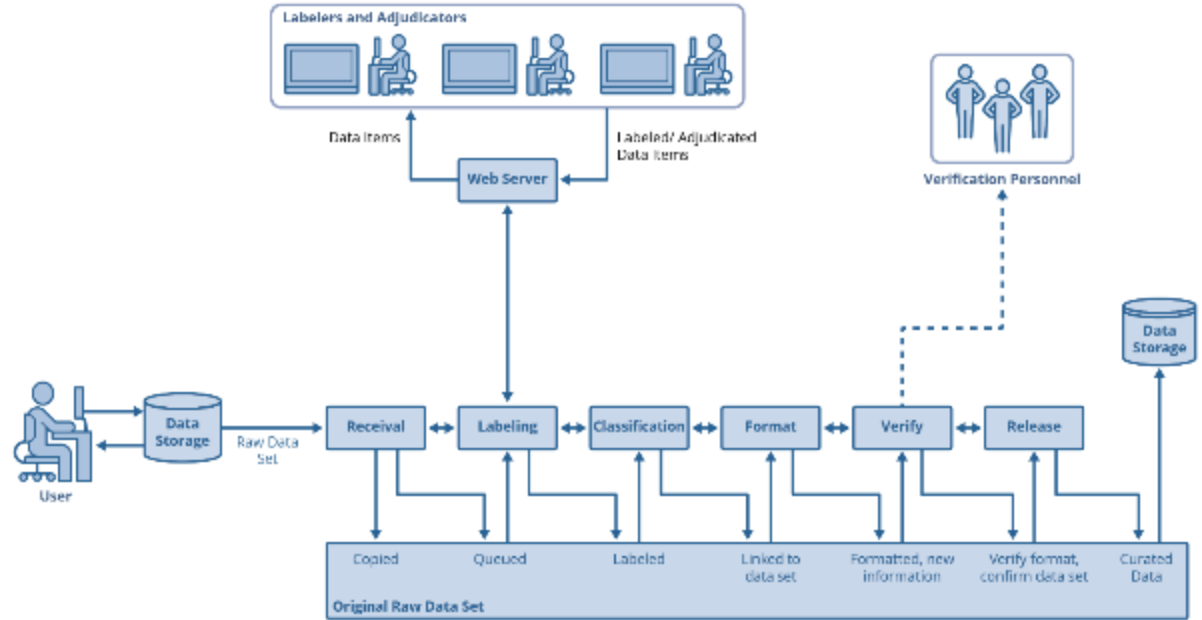 Labelers and Adjudicators
Data Items
Labeled/ Adjudicated
Data Items
Web Server
Verification Personnel
Data
Storage
User
Data
Storage
Raw Data
Set
Receival
Labeling
Classification
Format
Verify
Release
Copied
Queued
Labeled
Linked to
data set
Formatted, new
information
Verify format,
confirm data set
Curated
Data
Original Raw Data Set